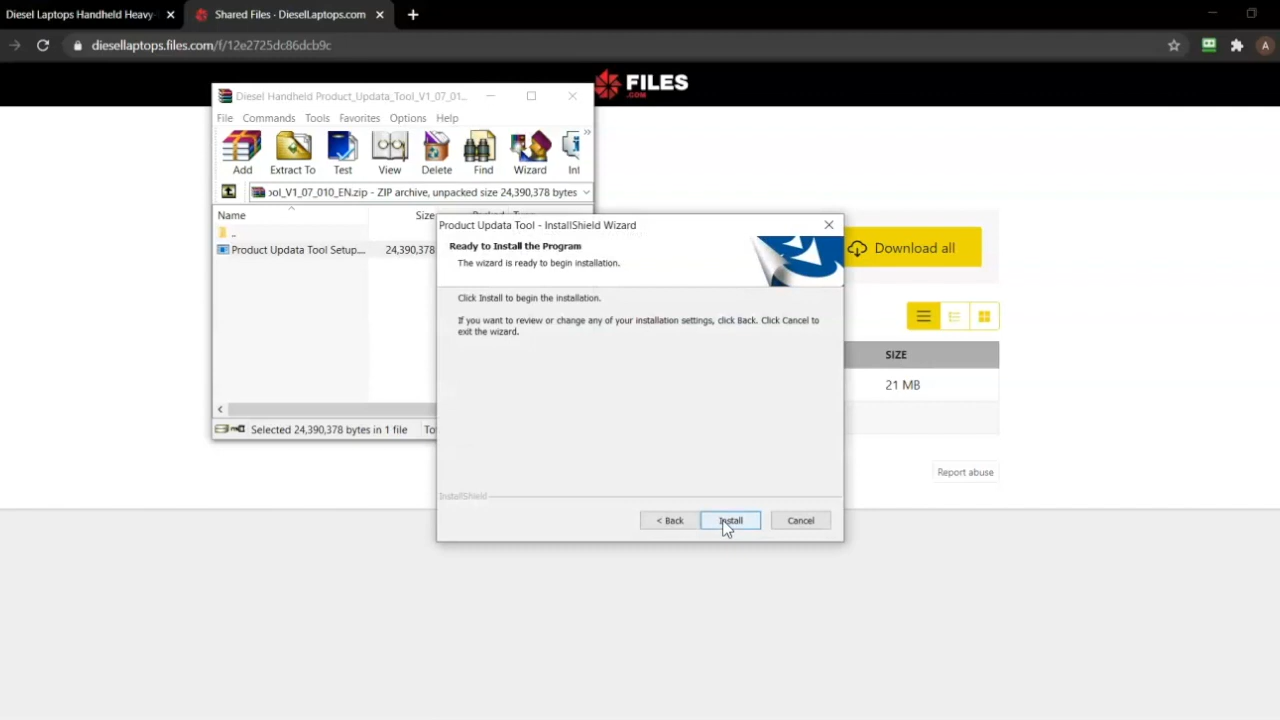 Diesel Laptops Handheld Heavy
Shared Files - DieselLaptops.com
A
diesellaptops.files.com/f/12e2725dc86dcb9c
FILES
.COM
Diesel Handheld Product_Updata_Tool_V1_07_01...
File Commands Tools Favorites Options Help
Add Extract To Test View Delete Find Wizard
ool_V1_07_010_EN.zip - ZIP archive, unpacked size 24,390,378 bytes
Name Size
..
Product Updata Tool Setup.... 24,390,378
Selected 24,390,378 bytes in 1 file
Product Updata Tool - InstallShield Wizard
Ready to Install the Program
The wizard is ready to begin installation.
Click Install to begin the installation.
If you want to review or change any of your installation settings, click Back. Click Cancel to
exit the wizard.
InstallShield
< Back Install Cancel
Download all
SIZE
21 MB
Report abuse